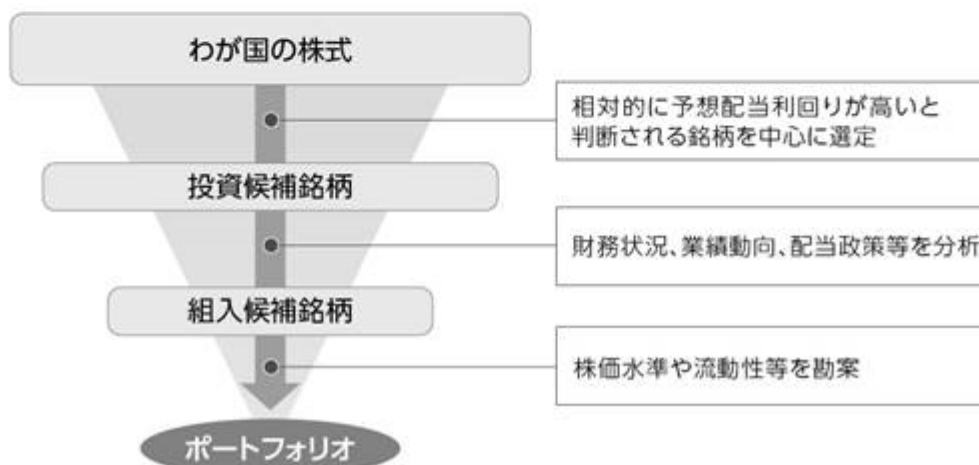 わが国の株式
相対的に予想配当利回りが高いと
判断される銘柄を中心に選定
投資候補銘柄
財務状況、業績動向、配当政策等を分析
組入候補銘柄
株価水準や流動性等を勘案
ポートフォリオ